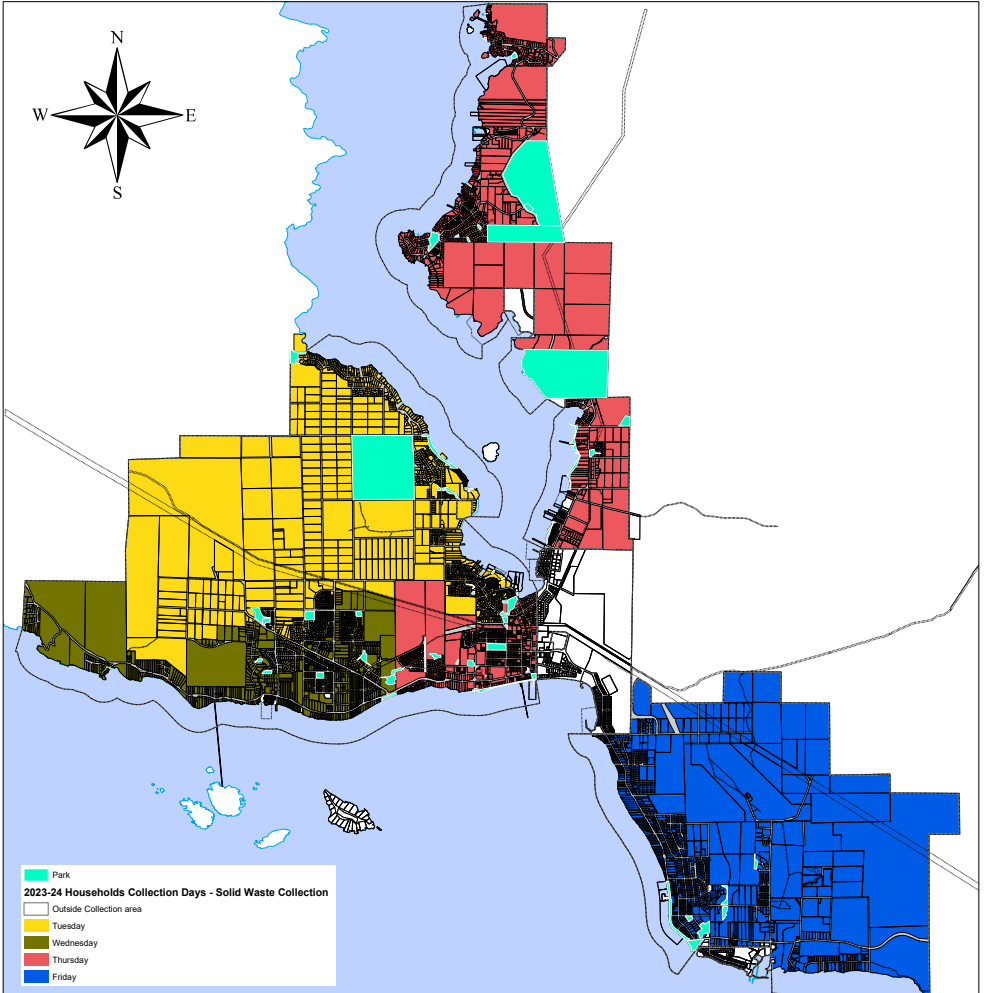 N
W
E
S
Park
2023-24 Households Collection Days - Solid Waste Collection
Outside Collection area
Tuesday
Wednesday
Thursday
Friday